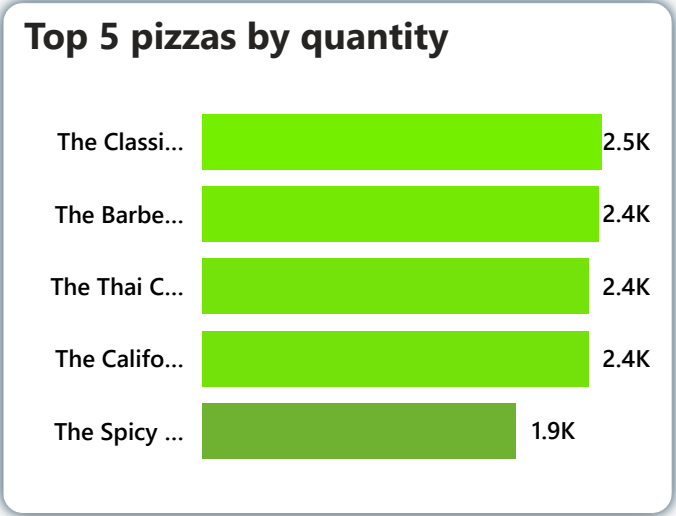 Top 5 pizzas by quantity
The Classi... 2.5K
The Barbe... 2.4K
The Thai C... 2.4K
The Califo... 2.4K
The Spicy ... 1.9K